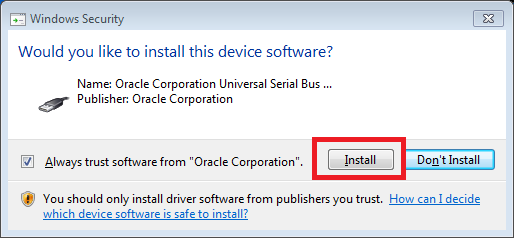 Windows Security
Would you like to install this device software?
Name: Oracle Corporation Universal Serial Bus ...
Publisher: Oracle Corporation
Always trust software from "Oracle Corporation".
Install
Don't Install
You should only install driver software from publishers you trust. How can I decide
which device software is safe to install?